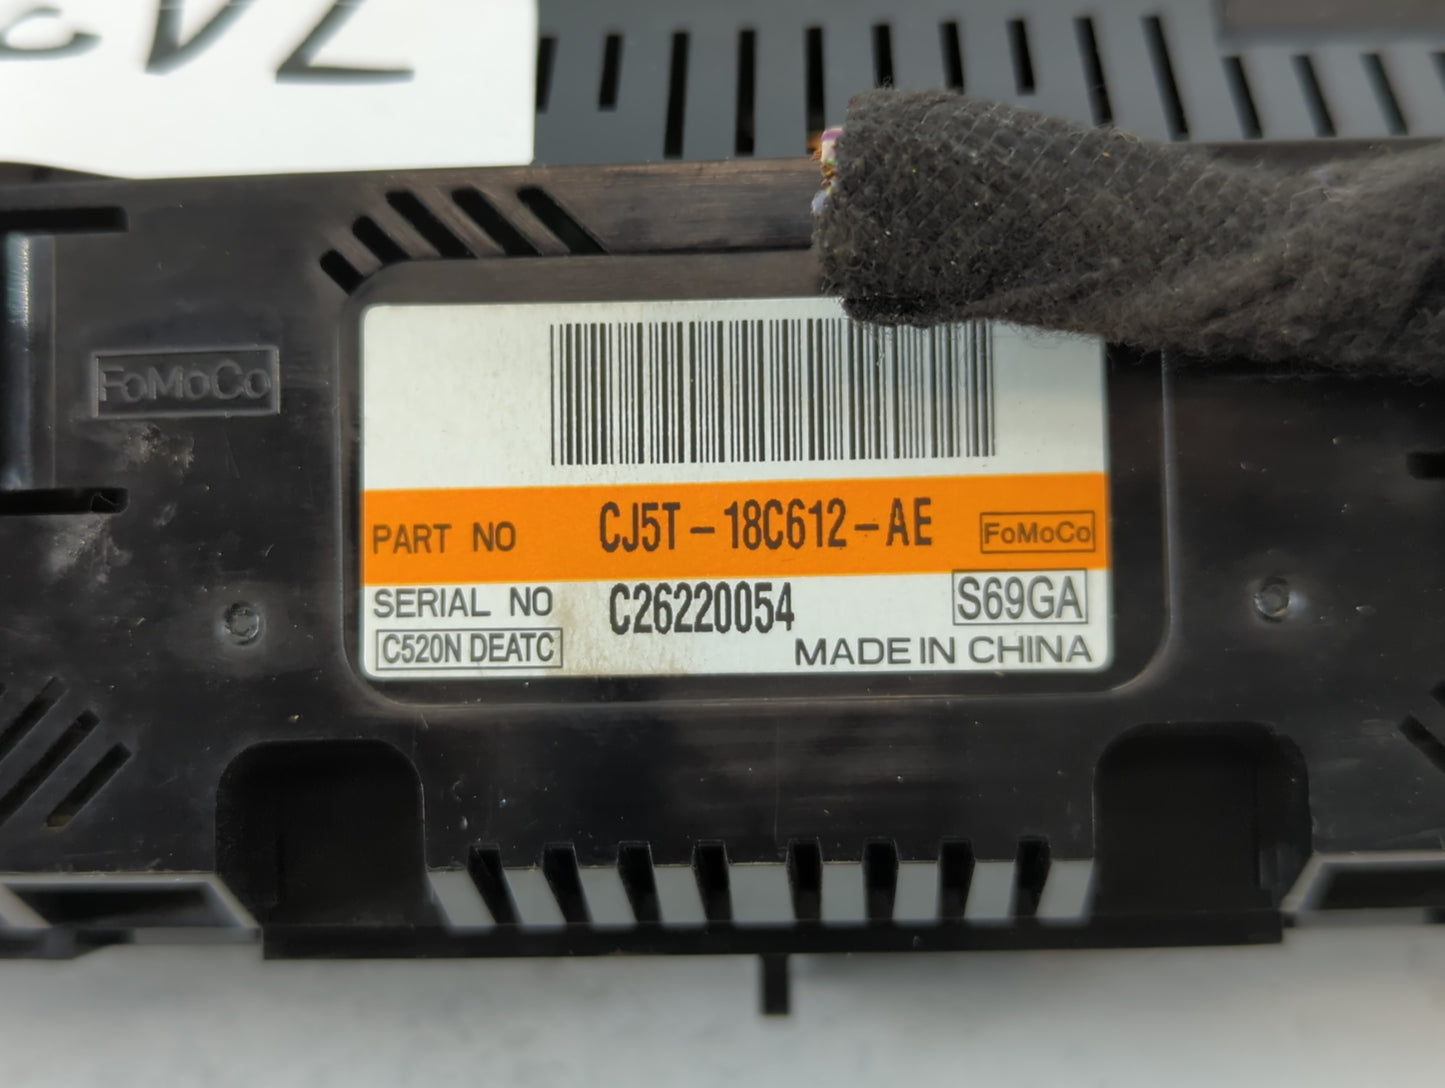 FoMoCo
PART NO CJ5T-18C612-AE FoMoCo
SERIAL NO C26220054 S69GA
C520N DEATC MADE IN CHINA